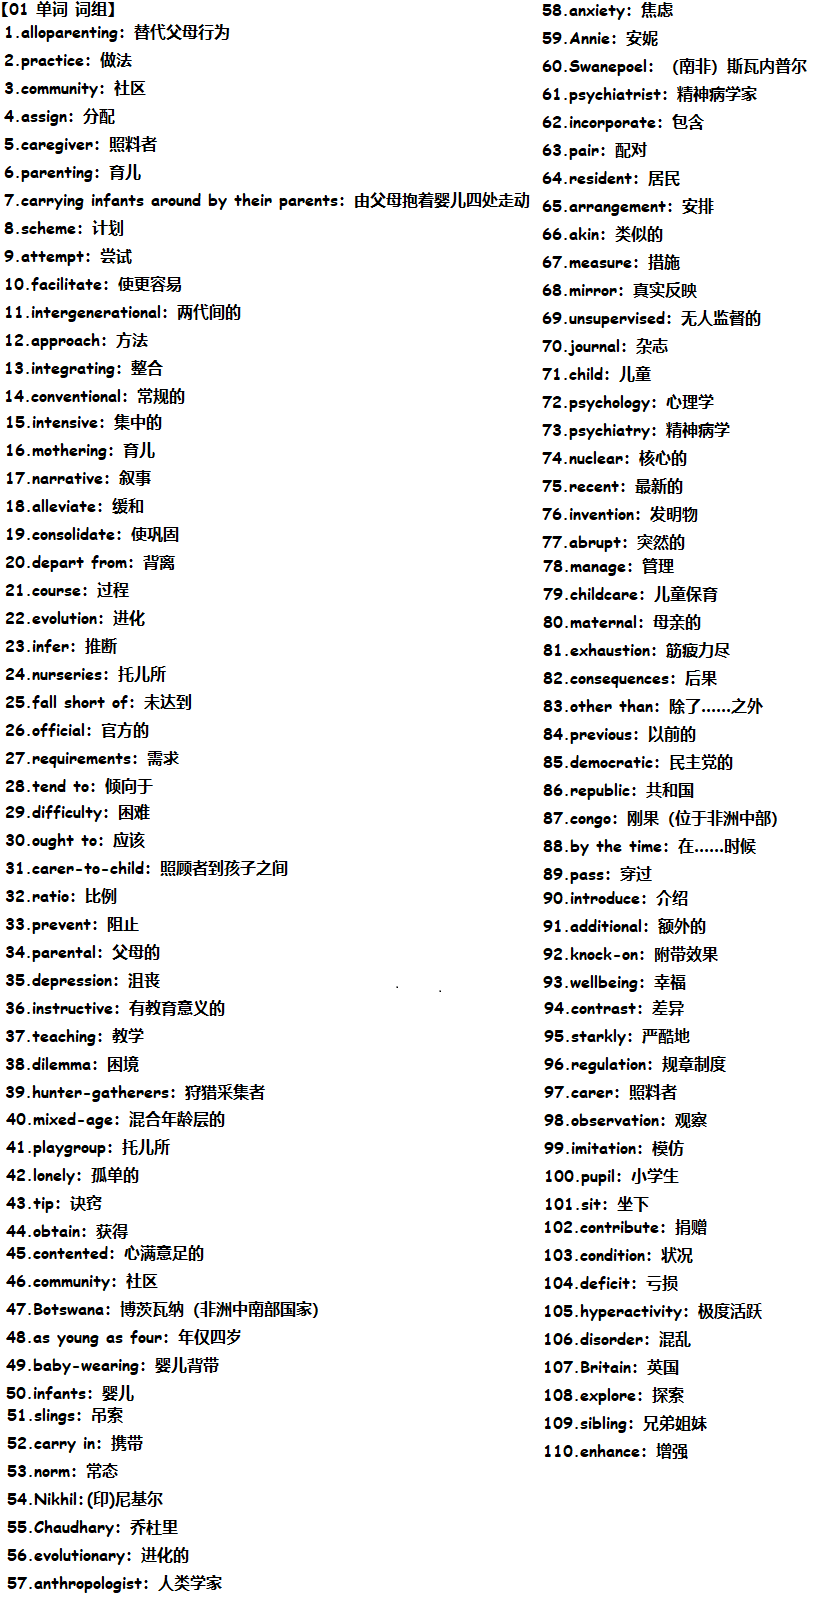 【01 单词 词组】
1.alloparenting：替代父母行为
2.practice：做法
3.community：社区
4.assign：分配
5.caregiver：照料者
6.parenting：育儿
7.carrying infants around by their parents：由父母抱着婴儿四处走动
8.scheme：计划
9.attempt：尝试
10.facilitate：使更容易
11.intergenerational：两代间的
12.approach：方法
13.integrating：整合
14.conventional：常规的
15.intensive：集中的
16.mothering：育儿
17.narrative：叙事
18.alleviate：缓和
19.consolidate：使巩固
20.depart from：背离
21.course：过程
22.evolution：进化
23.infer：推断
24.nurseries：托儿所
25.fall short of：未达到
26.official：官方的
27.requirements：需求
28.tend to：倾向于
29.difficulty：困难
30.ought to：应该
31.carer-to-child：照顾者到孩子之间
32.ratio：比例
33.prevent：阻止
34.parental：父母的
35.depression：沮丧
36.instructive：有教育意义的
37.teaching：教学
38.dilemma：困境
39.hunter-gatherers：狩猎采集者
40.mixed-age：混合年龄层的
41.playgroup：托儿所
42.lonely：孤单的
43.tip：诀窍
44.obtain：获得
45.contented：心满意足的
46.community：社区
47.Botswana：博茨瓦纳（非洲中南部国家）
48.as young as four：年仅四岁
49.baby-wearing：婴儿背带
50.infants：婴儿
51.slings：吊索
52.carry in：携带
53.norm：常态
54.Nikhil：(印)尼基尔
55.Chaudhary：乔杜里
56.evolutionary：进化的
57.anthropologist：人类学家
58.anxiety：焦虑
59.Annie：安妮
60.Swanepoel：（南非）斯瓦内普尔
61.psychiatrist：精神病学家
62.incorporate：包含
63.pair：配对
64.resident：居民
65.arrangement：安排
66.akin：类似的
67.measure：措施
68.mirror：真实反映
69.unsupervised：无人监督的
70.journal：杂志
71.child：儿童
72.psychology：心理学
73.psychiatry：精神病学
74.nuclear：核心的
75.recent：最新的
76.invention：发明物
77.abrupt：突然的
78.manage：管理
79.childcare：儿童保育
80.maternal：母亲的
81.exhaustion：筋疲力尽
82.consequences：后果
83.other than：除了……之外
84.previous：以前的
85.democratic：民主党的
86.republic：共和国
87.congo：刚果（位于非洲中部）
88.by the time：在……时候
89.pass：穿过
90.introduce：介绍
91.additional：额外的
92.knock-on：附带效果
93.wellbeing：幸福
94.contrast：差异
95.starkly：严酷地
96.regulation：规章制度
97.carer：照料者
98.observation：观察
99.imitation：模仿
100.pupil：小学生
101.sit：坐下
102.contribute：捐赠
103.condition：状况
104.deficit：亏损
105.hyperactivity：极度活跃
106.disorder：混乱
107.Britain：英国
108.explore：探索
109.sibling：兄弟姐妹
110.enhance：增强